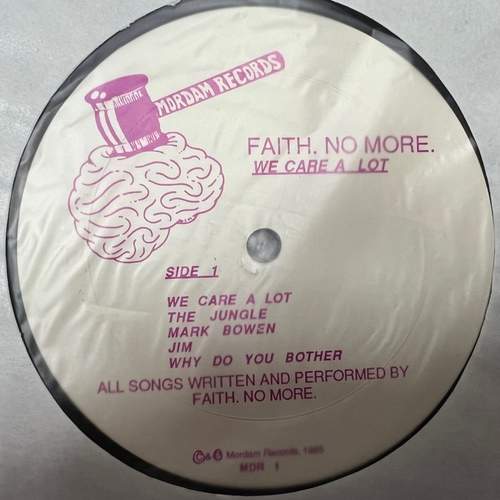 MORDAM RECORDS
FAITH. NO MORE.
WE CARE A LOT
SIDE 1
WE CARE A LOT
THE JUNGLE
MARK BOWEN
JIM
WHY DO YOU BOTHER
ALL SONGS WRITTEN AND PERFORMED BY
FAITH. NO MORE.
©&℗ Mordam Records, 1985
MDR 1